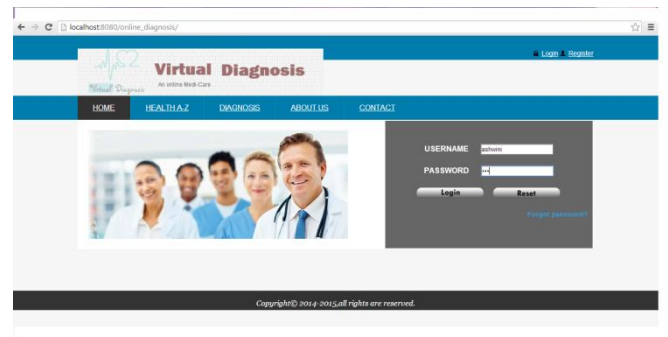 localhost:8080/online_diagnosis/
Login Register
Virtual Diagnosis
Virtual Diagnosis
An online Medi-Care
HOME HEALTH A-Z DIAGNOSIS ABOUT US CONTACT
USERNAME ashwini
PASSWORD
Login Reset
Forgot password?
Copyright© 2014-2015,all rights are reserved.